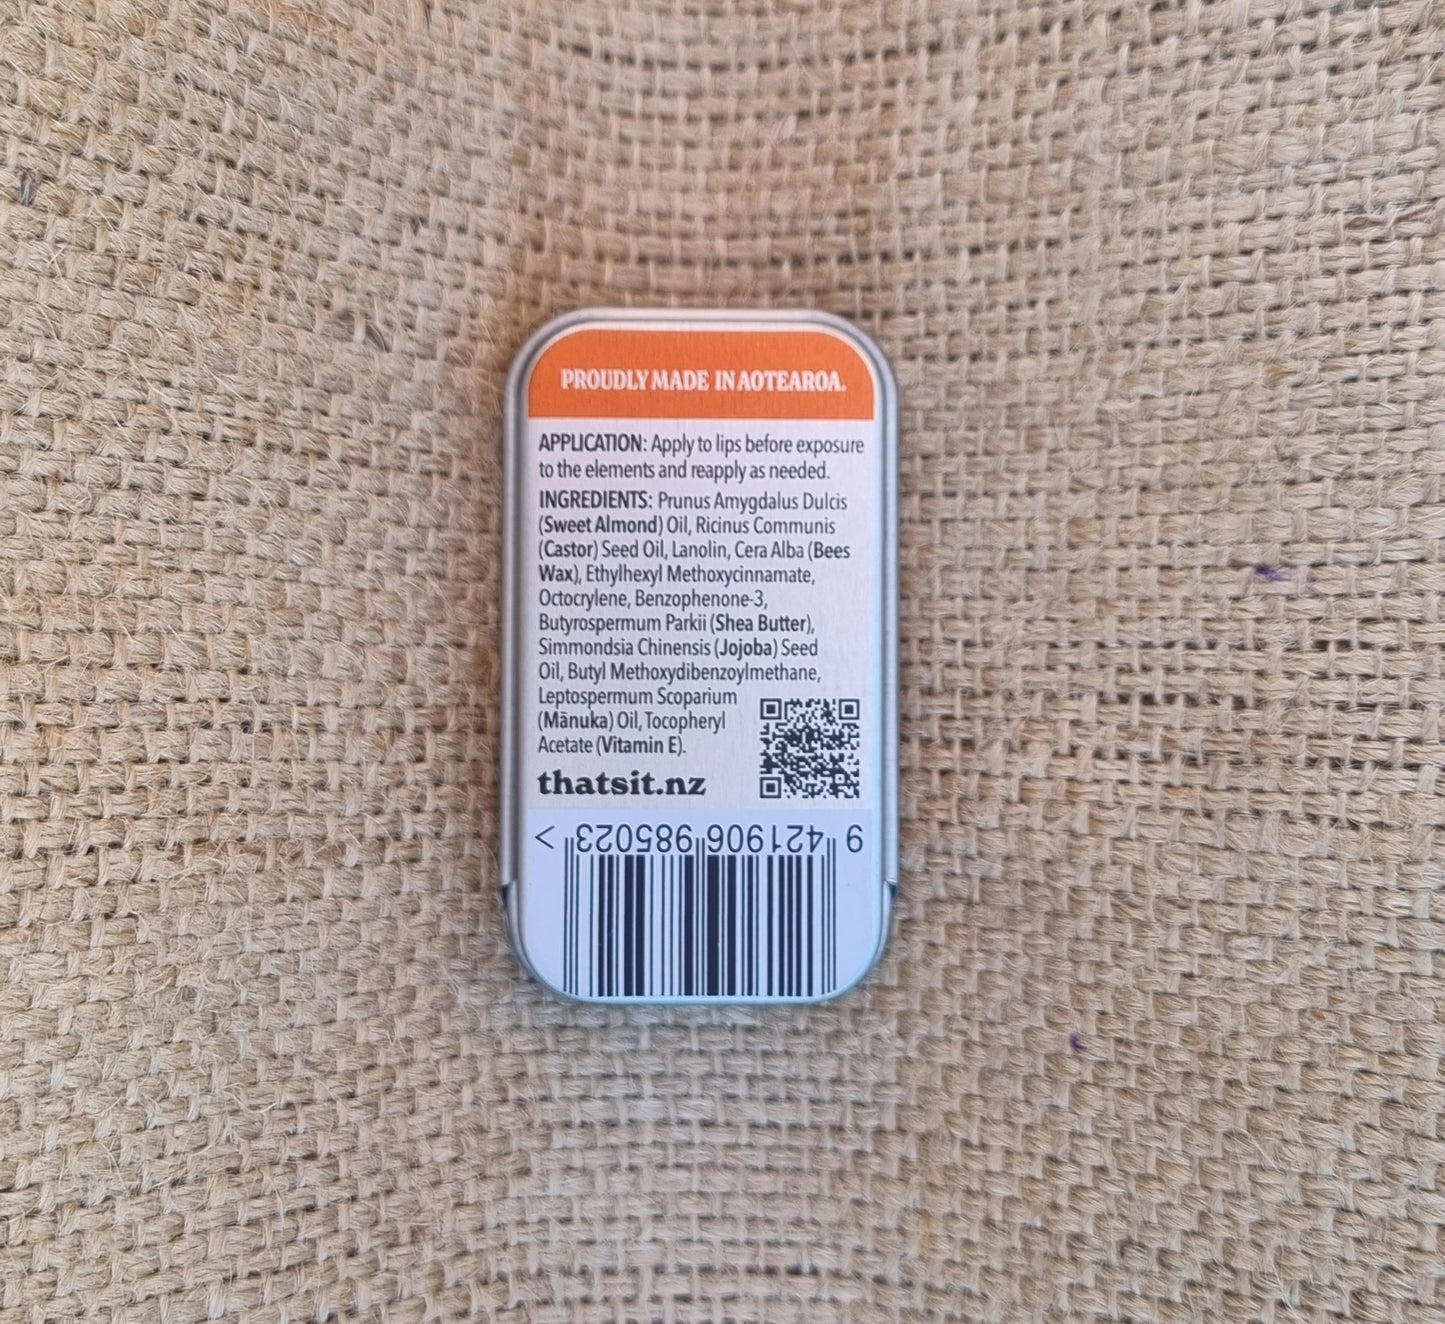 PROUDLY MADE IN AOTEAROA.
APPLICATION: Apply to lips before exposure
to the elements and reapply as needed.
INGREDIENTS: Prunus Amygdalus Dulcis
(Sweet Almond) Oil, Ricinus Communis
(Castor) Seed Oil, Lanolin, Cera Alba (Bees
Wax), Ethylhexyl Methoxycinnamate,
Octocrylene, Benzophenone-3,
Butyrospermum Parkii (Shea Butter),
Simmondsia Chinensis (Jojoba) Seed
Oil, Butyl Methoxydibenzoylmethane,
Leptospermum Scoparium
(Mānuka) Oil, Tocopheryl
Acetate (Vitamin E).
thatsit.nz
9 421906 985023 >